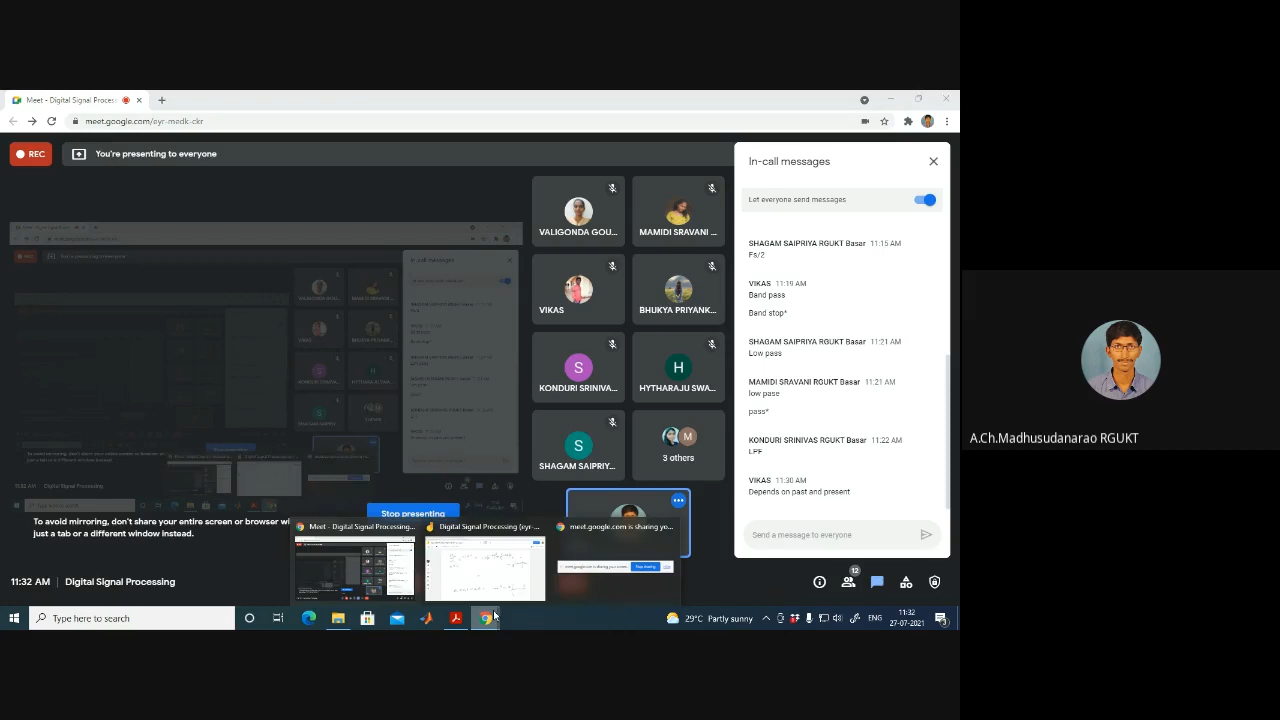 Meet - Digital Signal Process
meet.google.com/eyr-medk-ckr
REC
You're presenting to everyone
In-call messages
Let everyone send messages
SHAGAM SAIPRIYA RGUKT Basar 11:15 AM
Fs/2
VIKAS 11:19 AM
Band pass
Band stop*
SHAGAM SAIPRIYA RGUKT Basar 11:21 AM
Low pass
MAMIDI SRAVANI RGUKT Basar 11:21 AM
low pase
pass*
KONDURI SRINIVAS RGUKT Basar 11:22 AM
LPF
VIKAS 11:30 AM
Depends on past and present
Send a message to everyone
VALIGONDA GOU...
MAMIDI SRAVANI ...
VIKAS
BHUKYA PRIYANK...
S
KONDURI SRINIVA...
H
HYTHARAJU SWA...
S
SHAGAM SAIPRIY...
M
3 others
Stop presenting
To avoid mirroring, don't share your entire screen or browser wi
just a tab or a different window instead.
Meet - Digital Signal Processing...
Digital Signal Processing (eyr-...
meet.google.com is sharing yo...
11:32 AM
Digital Signal Processing
12
Type here to search
29°C Partly sunny
ENG
11:32
27-07-2021
3
A.Ch.Madhusudanarao RGUKT